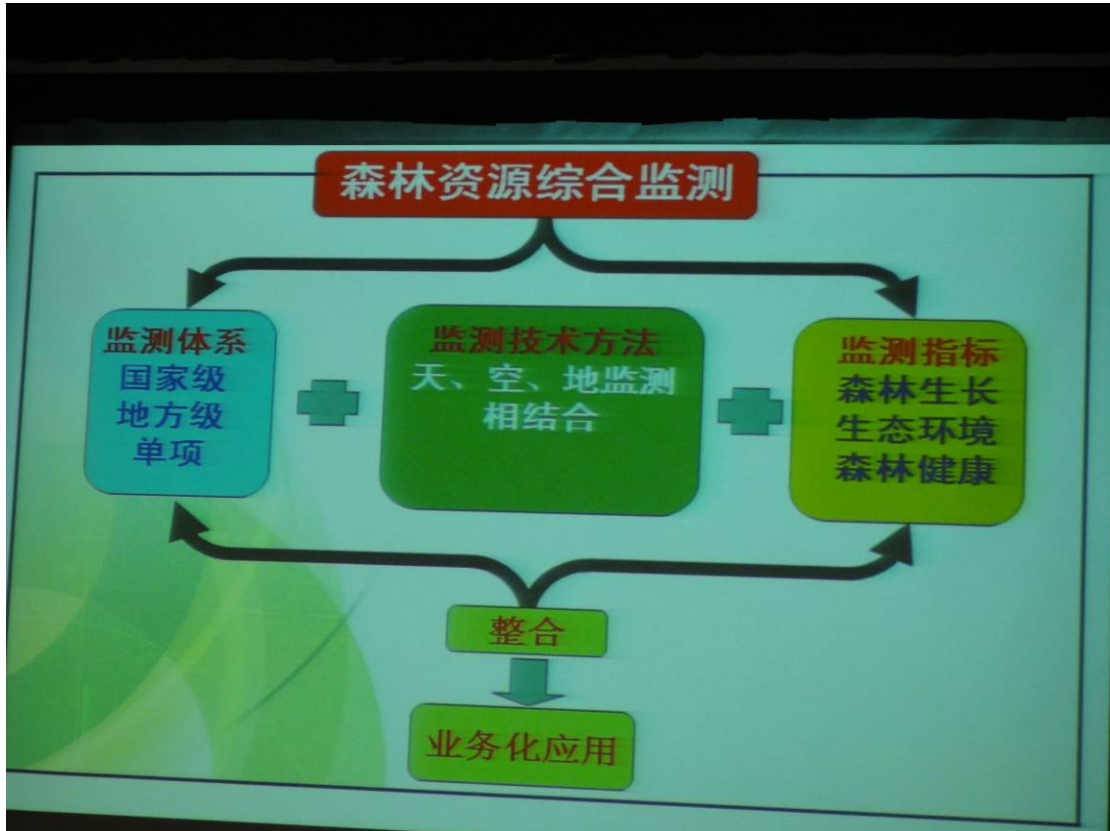 森林资源综合监测
监测体系
国家级
地方级
单项
监测技术方法
天、空、地监测
相结合
监测指标
森林生长
生态环境
森林健康
整合
业务化应用